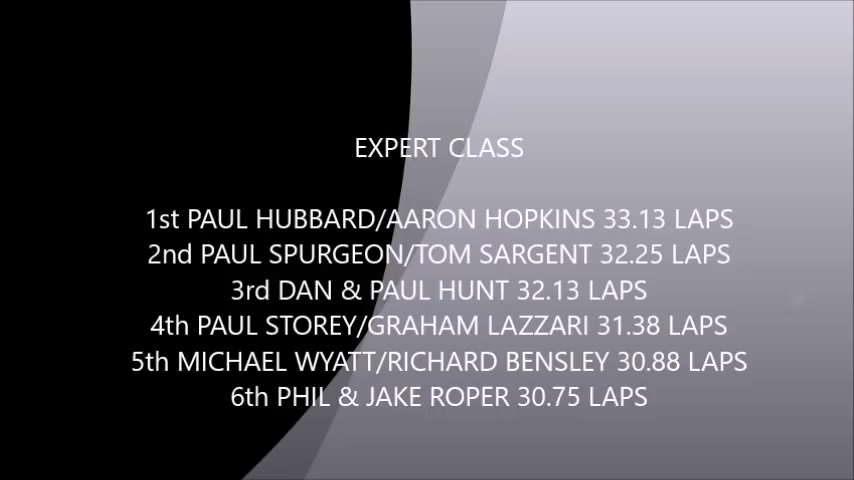 EXPERT CLASS
1st PAUL HUBBARD/AARON HOPKINS 33.13 LAPS
2nd PAUL SPURGEON/TOM SARGENT 32.25 LAPS
3rd DAN & PAUL HUNT 32.13 LAPS
4th PAUL STOREY/GRAHAM LAZZARI 31.38 LAPS
5th MICHAEL WYATT/RICHARD BENSLEY 30.88 LAPS
6th PHIL & JAKE ROPER 30.75 LAPS